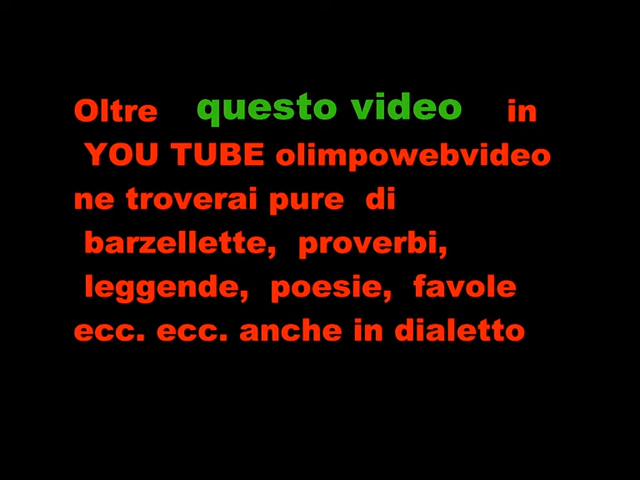 Oltre questo video in
YOU TUBE olimpowebvideo
ne troverai pure di
barzellette, proverbi,
leggende, poesie, favole
ecc. ecc. anche in dialetto